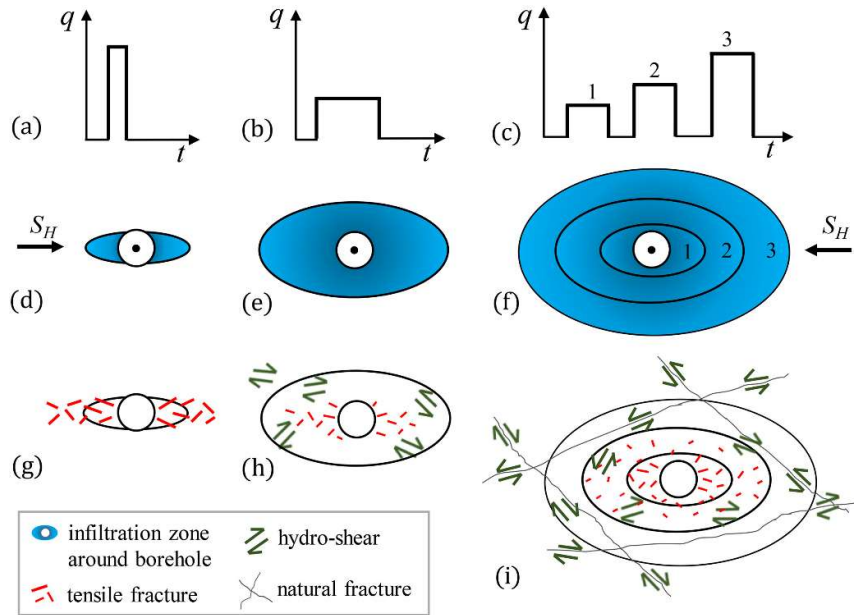 q
q
q
1
2
3
(a)
t
(b)
t
(c)
t
S_H
S_H
1
2
3
(d)
(e)
(f)
(g)
(h)
(i)
infiltration zone
around borehole
hydro-shear
tensile fracture
natural fracture